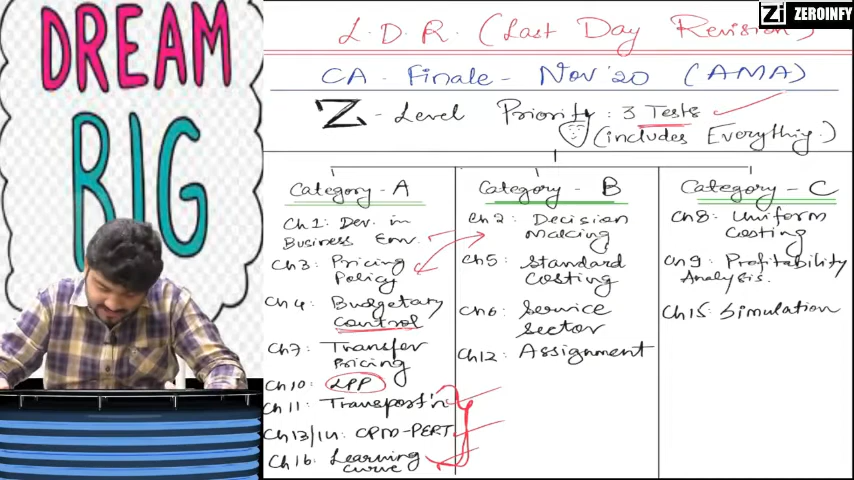 DREAM
BIG
Zi ZEROINFY
L.D.R. (Last Day Revision)
CA - Finale - Nov'20 (AMA)
Z - Level Priority : 3 Tests
(includes Everything.)
Category - A
Ch 1: Dev. in
Business Env.
Ch 3: Pricing
Policy
Ch 4: Budgetary
Control
Ch 7: Transfer
Pricing
Ch 10: LPP
Ch 11: Transport'n
Ch 13/14: CPM-PERT
Ch 16: Learning
Curve
Category - B
Ch 2: Decision
Making
Ch 5: Standard
Costing
Ch 6: Service
Sector
Ch 12: Assignment
Category - C
Ch 8: Uniform
Costing
Ch 9: Profitability
Analysis.
Ch 15: Simulation